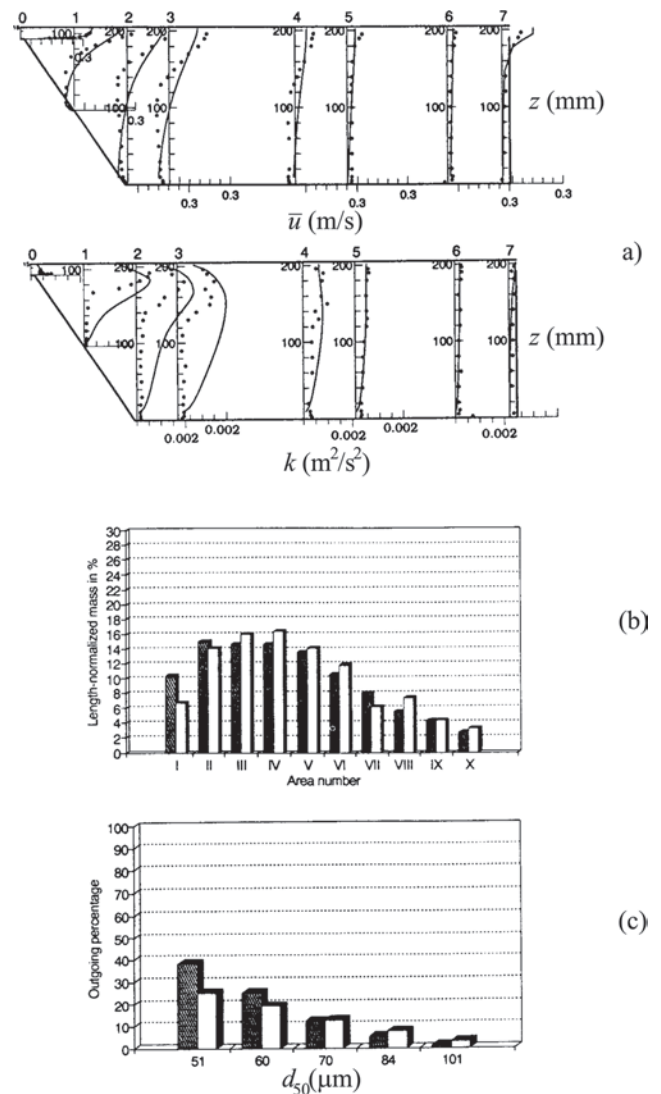 0 1 2 3 4 5 6 7
100 200 200 200 200 200 200
0.3
100 100 100 100 100 100 z (mm)
0.3
0.3 0.3 0.3 0.3 0.3 0.3
u̅ (m/s)
a)
0 1 2 3 4 5 6 7
100 200 200 200 200 200 200
100 100 100 100 100 100 z (mm)
0.002 0.002 0.002 0.002 0.002
k (m²/s²)
Length-normalized mass in %
30
28
26
24
22
20
18
16
14
12
10
8
6
4
2
0
I II III IV V VI VII VIII iX X
Area number
(b)
Outgoing percentage
100
90
80
70
60
50
40
30
20
10
0
51 60 70 84 101
d50(μm)
(c)